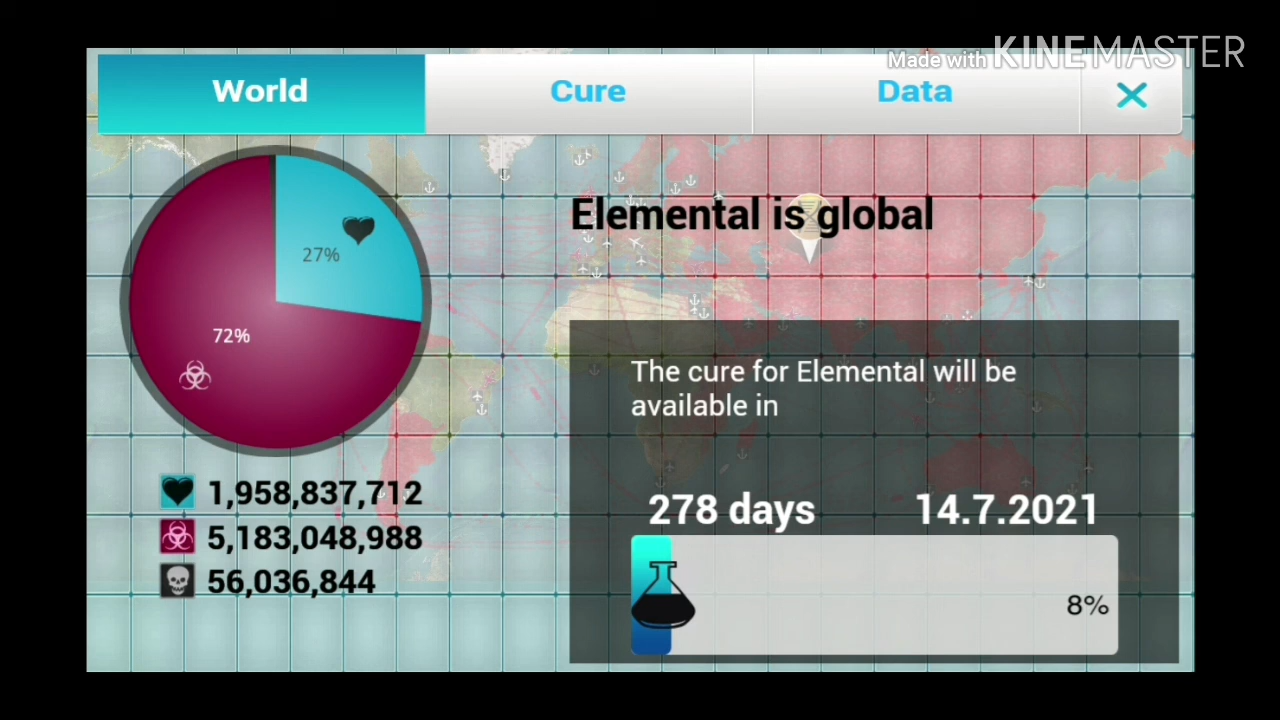 Made with KINEMASTER
World
Cure
Data
27%
72%
1,958,837,712
5,183,048,988
56,036,844
Elemental is global
The cure for Elemental will be
available in
278 days
14.7.2021
8%